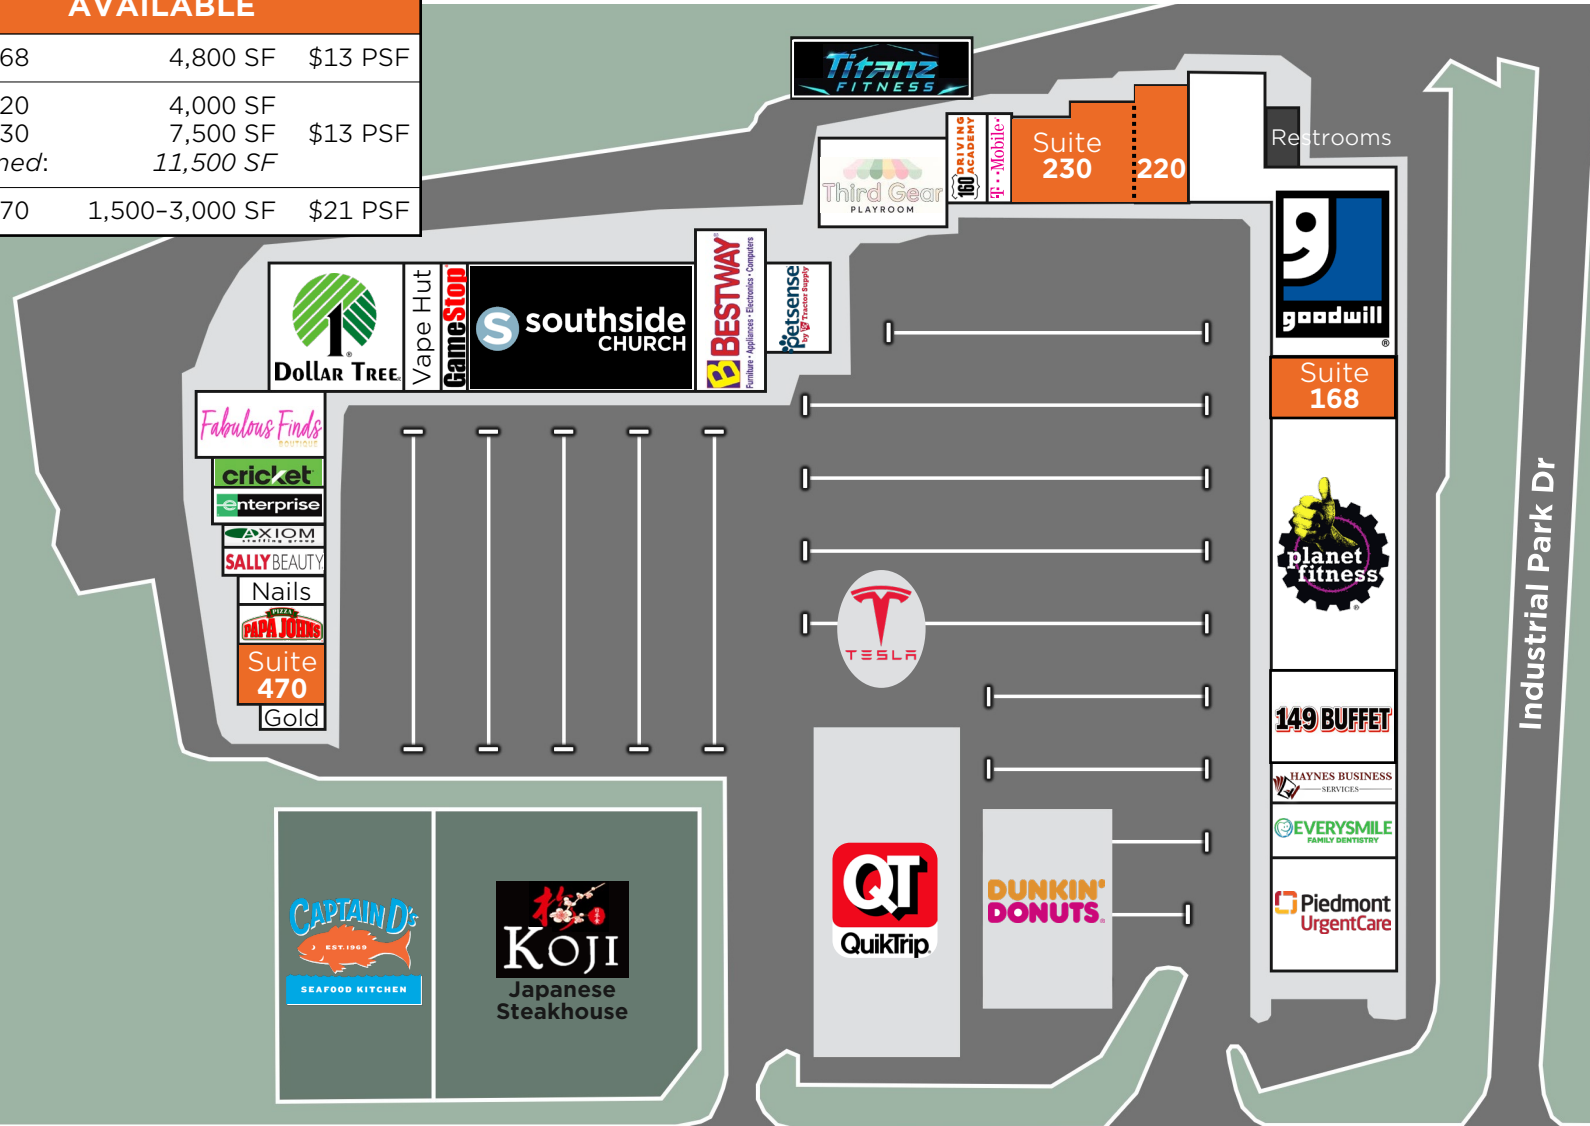 AVAILABLE
68 4,800 SF $13 PSF
20 4,000 SF
30 7,500 SF $13 PSF
ned: 11,500 SF
70 1,500–3,000 SF $21 PSF
Titanz
FITNESS
Third Gear
PLAYROOM
160 DRIVING
ACADEMY
T-Mobile
Suite
230
220
Restrooms
goodwill
®
Suite
168
planet
fitness
®
149 BUFFET
HAYNES BUSINESS
SERVICES
EVERYSMILE
FAMILY DENTISTRY
Piedmont
UrgentCare
Industrial Park Dr
1
DOLLAR TREE
Vape Hut
GameStop
S southside
CHURCH
B BESTWAY
Furniture • Appliances • Electronics • Computers
petsense
by Tractor Supply
Fabulous Finds
BOUTIQUE
cricket
enterprise
AXIOM
staffing group
SALLY BEAUTY
Nails
PIZZA
PAPA JOHNS
Suite
470
Gold
TESLA
CAPTAIN D's
EST. 1969
SEAFOOD KITCHEN
KOJI
Japanese
Steakhouse
QT
QuikTrip
DUNKIN'
DONUTS